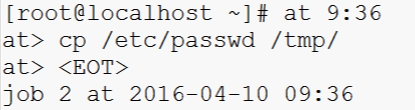 [root@localhost ~]# at 9:36
at> cp /etc/passwd /tmp/
at> <EOT>
job 2 at 2016-04-10 09:36